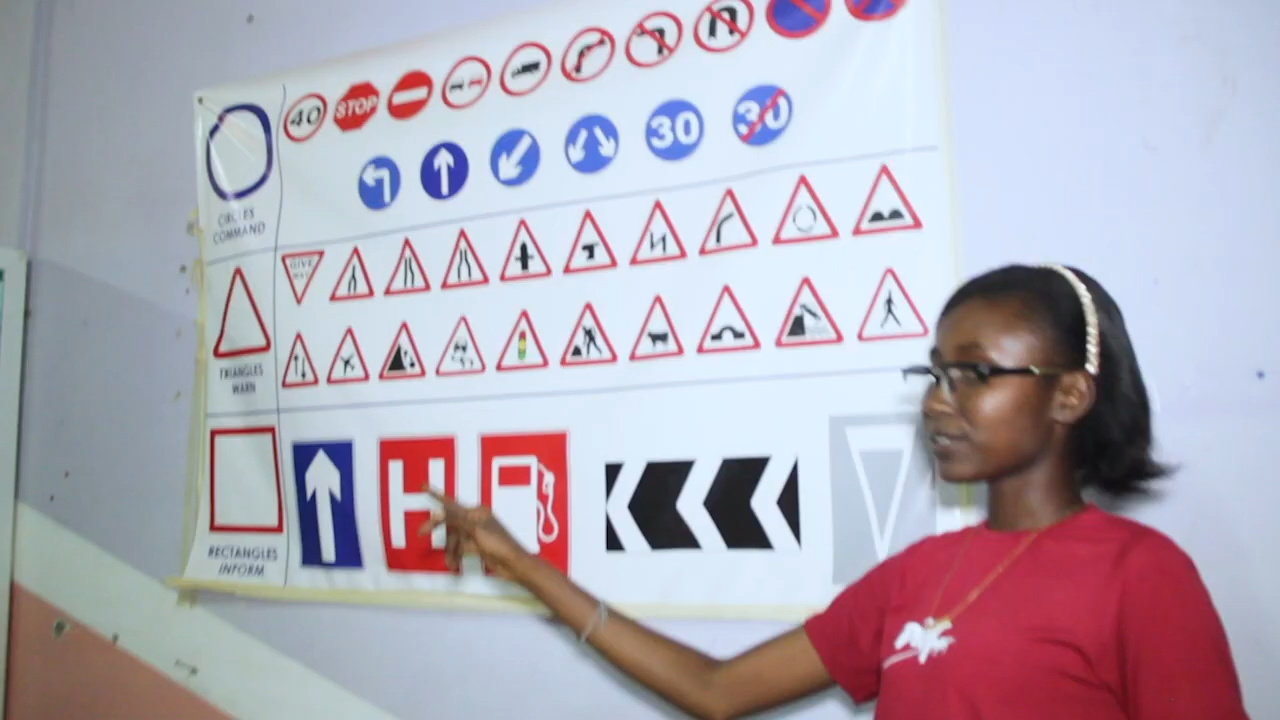 40
STOP
30
30
CIRCLES
COMMAND
GIVE
WAY
TRIANGLES
WARN
H
RECTANGLES
INFORM